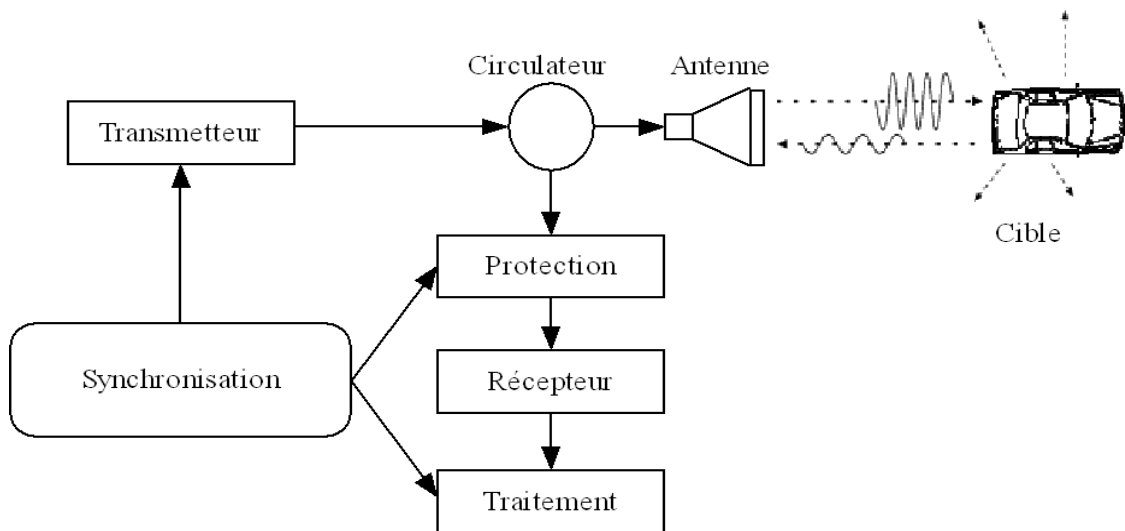 Circulateur
Antenne
Transmetteur
Cible
Protection
Synchronisation
Récepteur
Traitement